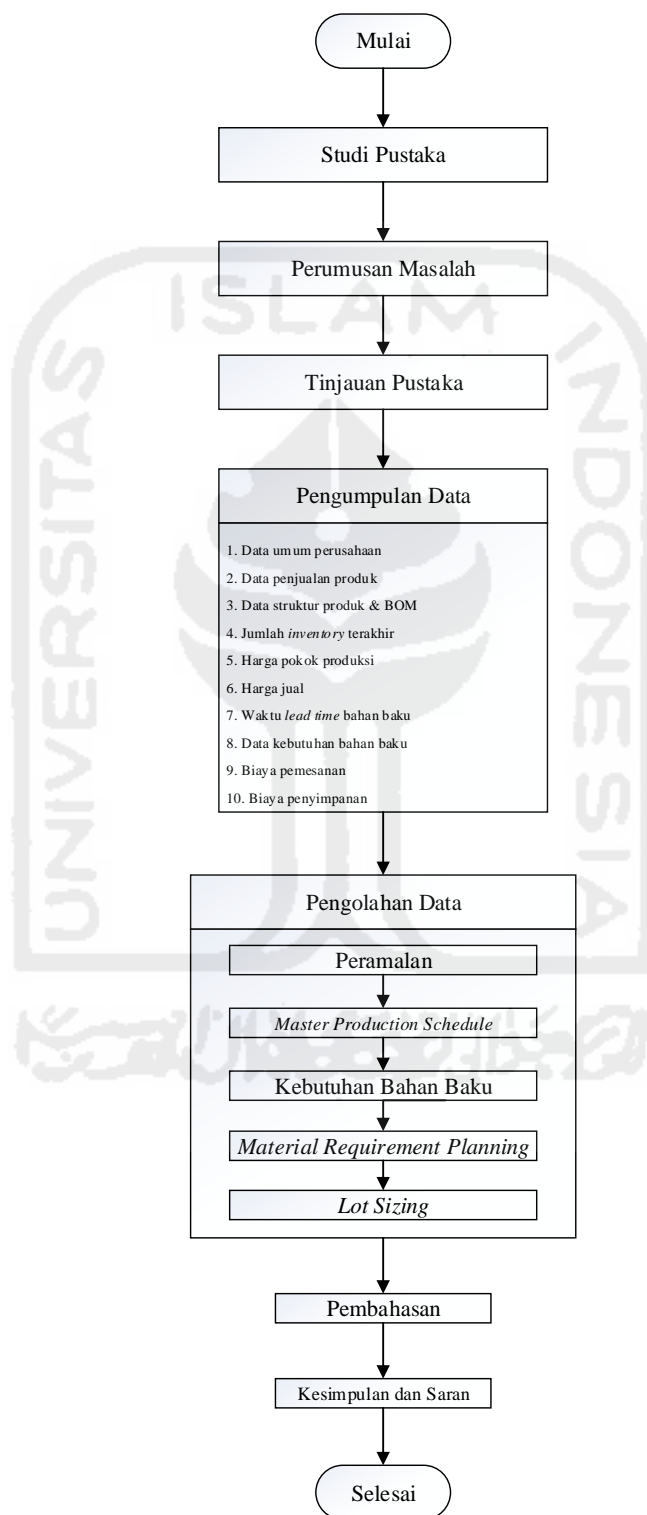 Mulai
Studi Pustaka
Perumusan Masalah
Tinjauan Pustaka
Pengumpulan Data
1. Data umum perusahaan
2. Data penjualan produk
3. Data struktur produk & BOM
4. Jumlah inventory terakhir
5. Harga pokok produksi
6. Harga jual
7. Waktu lead time bahan baku
8. Data kebutuhan bahan baku
9. Biaya pemesanan
10. Biaya penyimpanan
Pengolahan Data
Peramalan
Master Production Schedule
Kebutuhan Bahan Baku
Material Requirement Planning
Lot Sizing
Pembahasan
Kesimpulan dan Saran
Selesai
UNIVERSITAS
ISLAM
INDONESIA